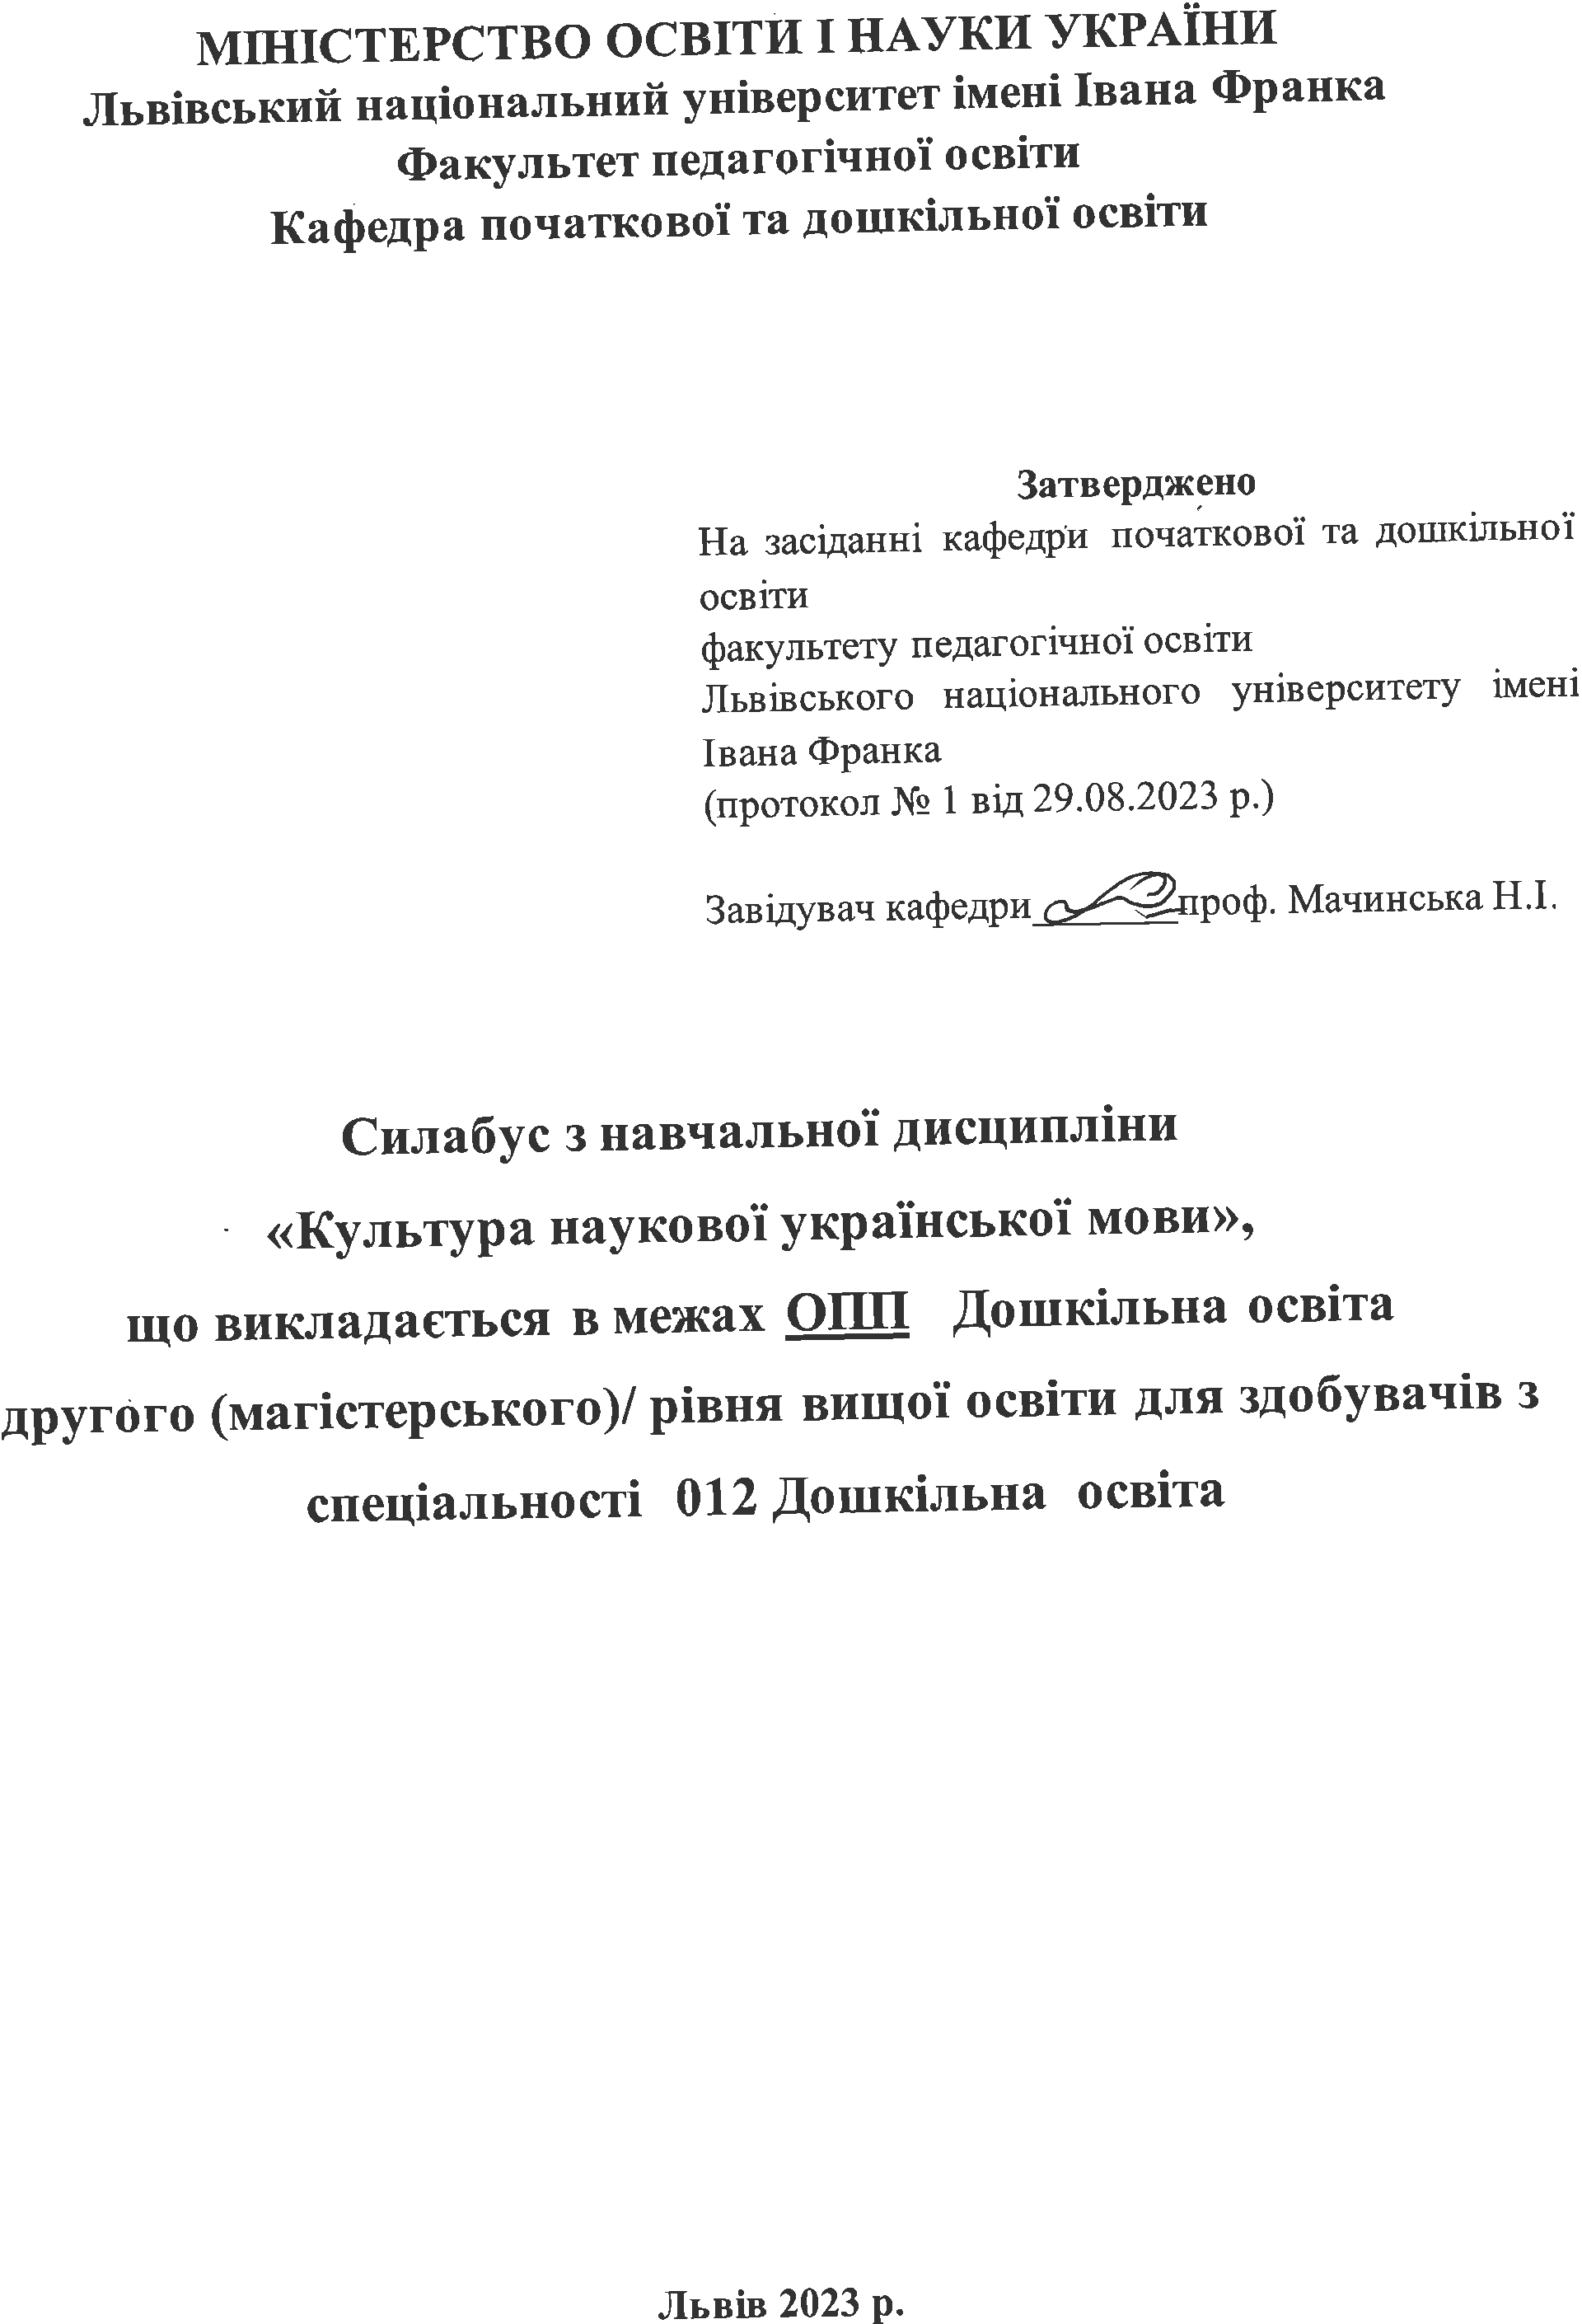 МІНІСТЕРСТВО ОСВІТИ І НАУКИ УКРАЇНИ
Львівський національний університет імені Івана Франка
Факультет педагогічної освіти
Кафедра початкової та дошкільної освіти
Затверджено
На засіданні кафедри початкової та дошкільної
освіти
факультету педагогічної освіти
Львівського національного університету імені
Івана Франка
(протокол № 1 від 29.08.2023 р.)
Завідувач кафедри проф. Мачинська Н.І.
Силабус з навчальної дисципліни
«Культура наукової української мови»,
що викладається в межах ОПП Дошкільна освіта
другого (магістерського)/ рівня вищої освіти для здобувачів з
спеціальності 012 Дошкільна освіта
Львів 2023 р.